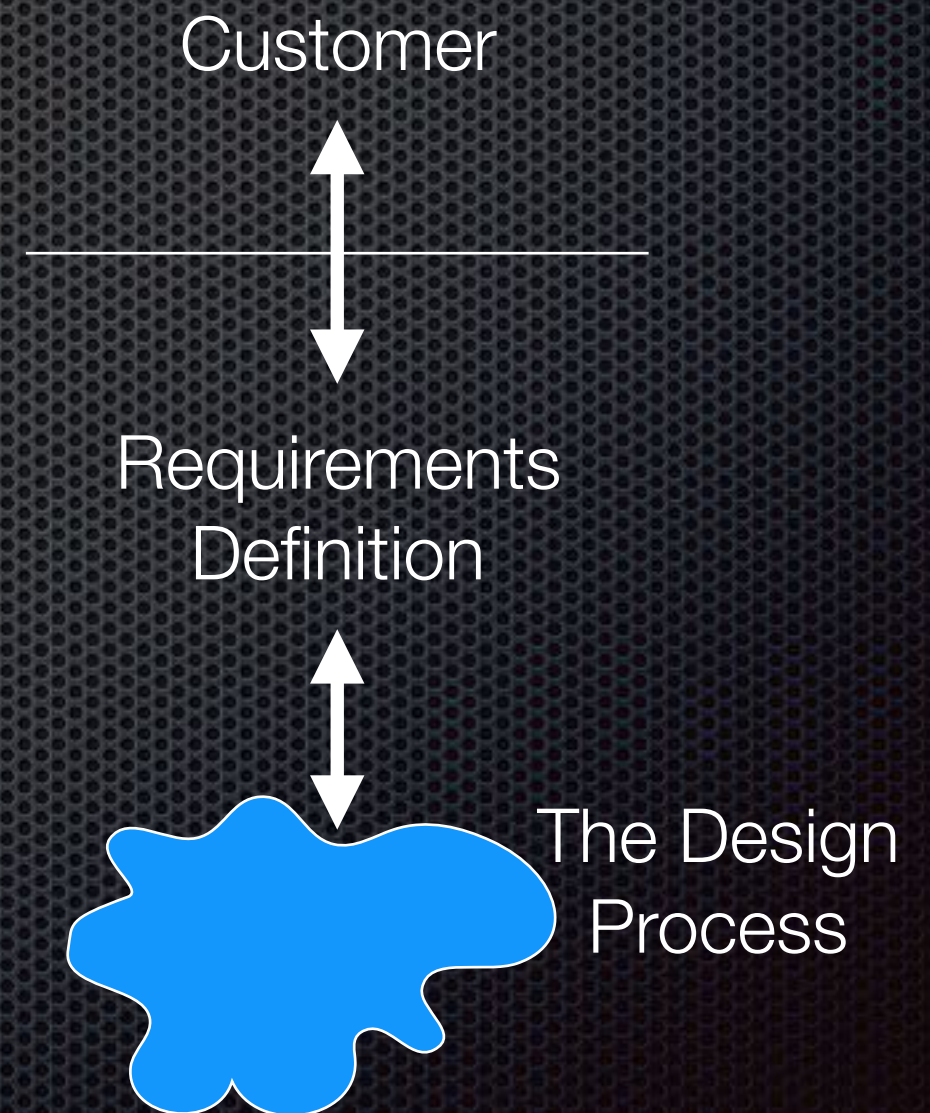 Customer
Requirements
Definition
The Design
Process